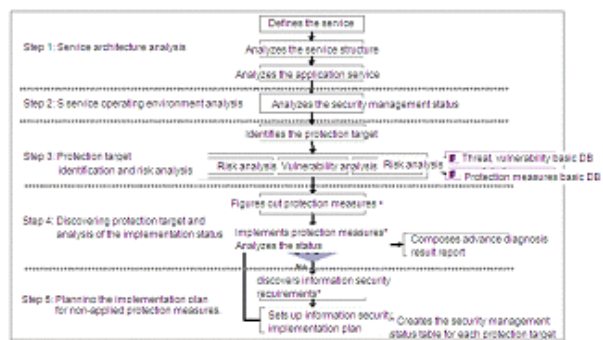 Defines the service
Step 1: Service architecture analysis
Analyzes the service structure
Analyzes the application service
Step 2: S service operating environment analysis
Analyzes the security management status
Identifies the protection target
Step 3: Protection target
identification and risk analysis
Risk analysis
Vulnerability analysis
Risk analysis
Threat, vulnerability basic DB
Protection measures basic DB
Figures out protection measures *
Step 4: Discovering protection target and
analysis of the implementation status
Implements protection measures*
Analyzes the status
Composes advance diagnosis
result report
N/A
discovers information security
requirements*
Step 5: Planning the implementation plan
for non-applied protection measures.
Sets up information security
implementation plan
Creates the security management
status table for each protection target